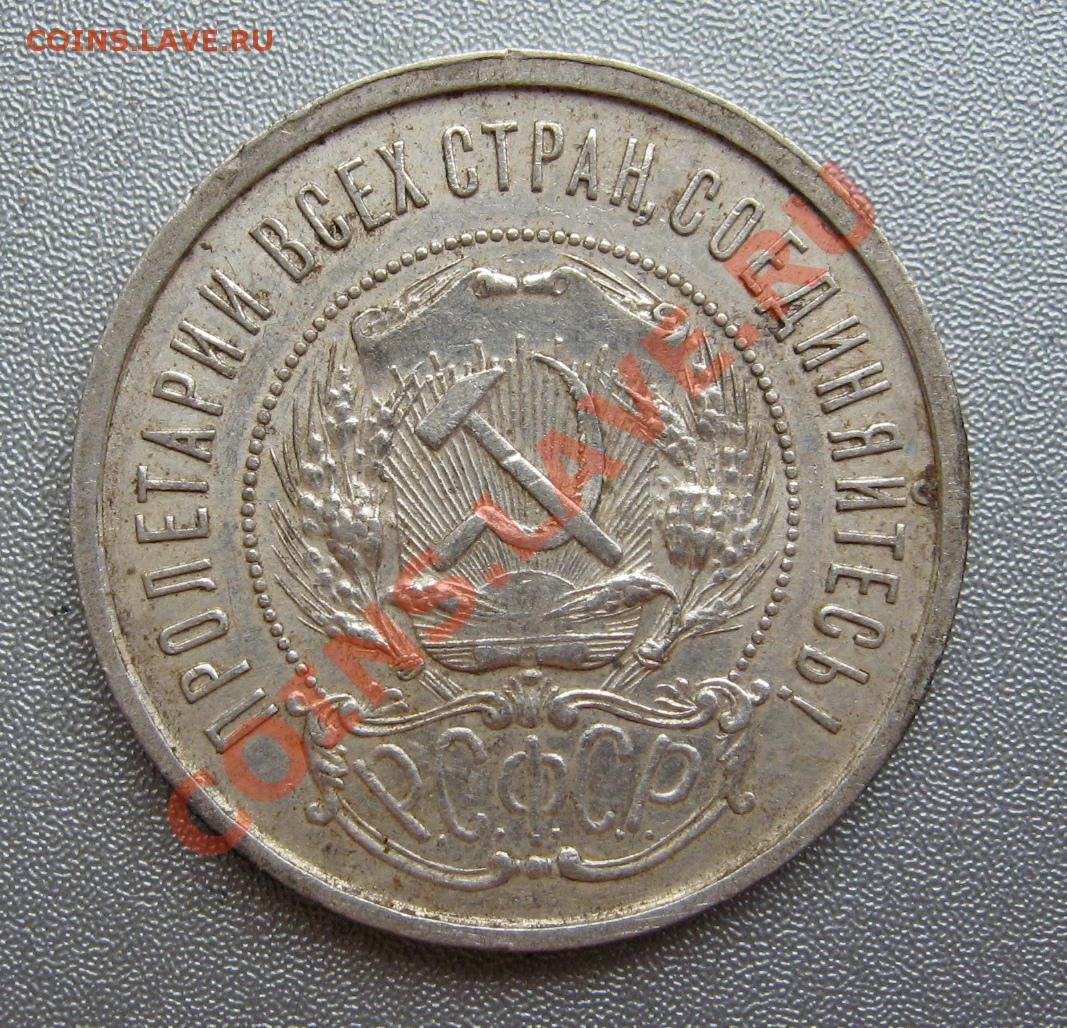 COINS.LAVE.RU
ПРОЛЕТАРИИ ВСЕХ СТРАН, СОЕДИНЯЙТЕСЬ!
Р.С.Ф.С.Р.
COINS.LAVE.RU